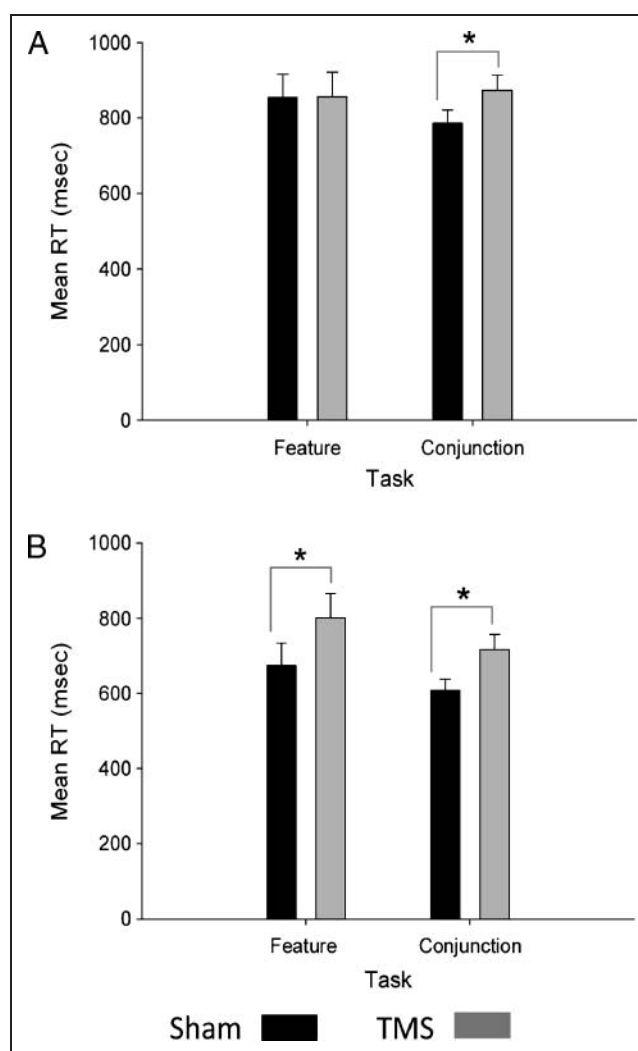 A
1000
*
800
600
400
200
0
Mean RT (msec)
Feature Conjunction
Task
B
1000
*
*
800
600
400
200
0
Mean RT (msec)
Feature Conjunction
Task
Sham TMS